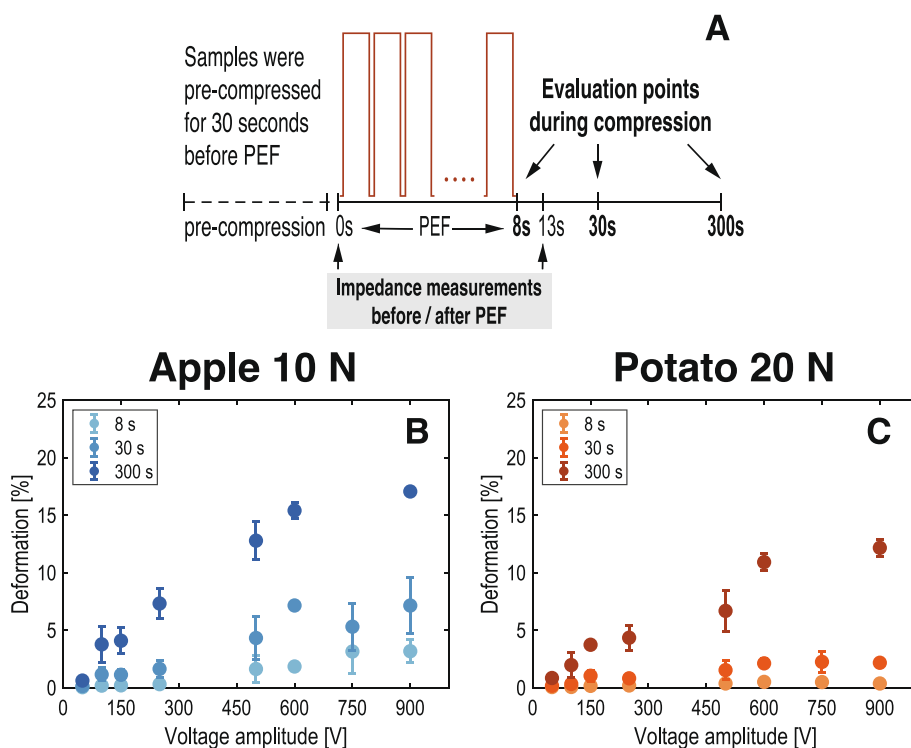 A
Samples were
pre-compressed
for 30 seconds
before PEF
Evaluation points
during compression
pre-compression 0s PEF 8s 13s 30s 300s
Impedance measurements
before / after PEF
Apple 10 N
Potato 20 N
B
8 s
30 s
300 s
25
20
15
10
5
0
Deformation [%]
0 150 300 450 600 750 900
Voltage amplitude [V]
C
8 s
30 s
300 s
25
20
15
10
5
0
Deformation [%]
0 150 300 450 600 750 900
Voltage amplitude [V]